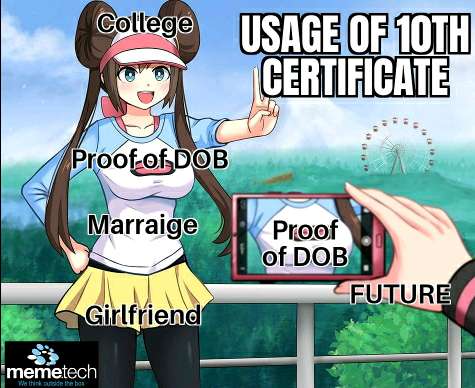 College
USAGE OF 10TH
CERTIFICATE
Proof of DOB
Marraige
Proof
of DOB
FUTURE
Girlfriend
memetech
We think outside the box